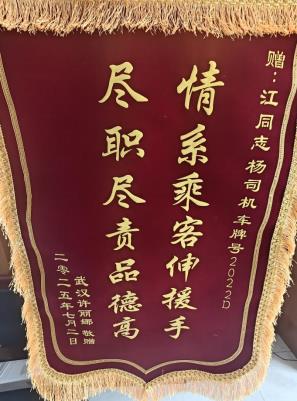 赠：江同志杨司机车牌号2022D
情系乘客伸援手
尽职尽责品德高
武汉许丽娜敬赠
二零二五年七月二日